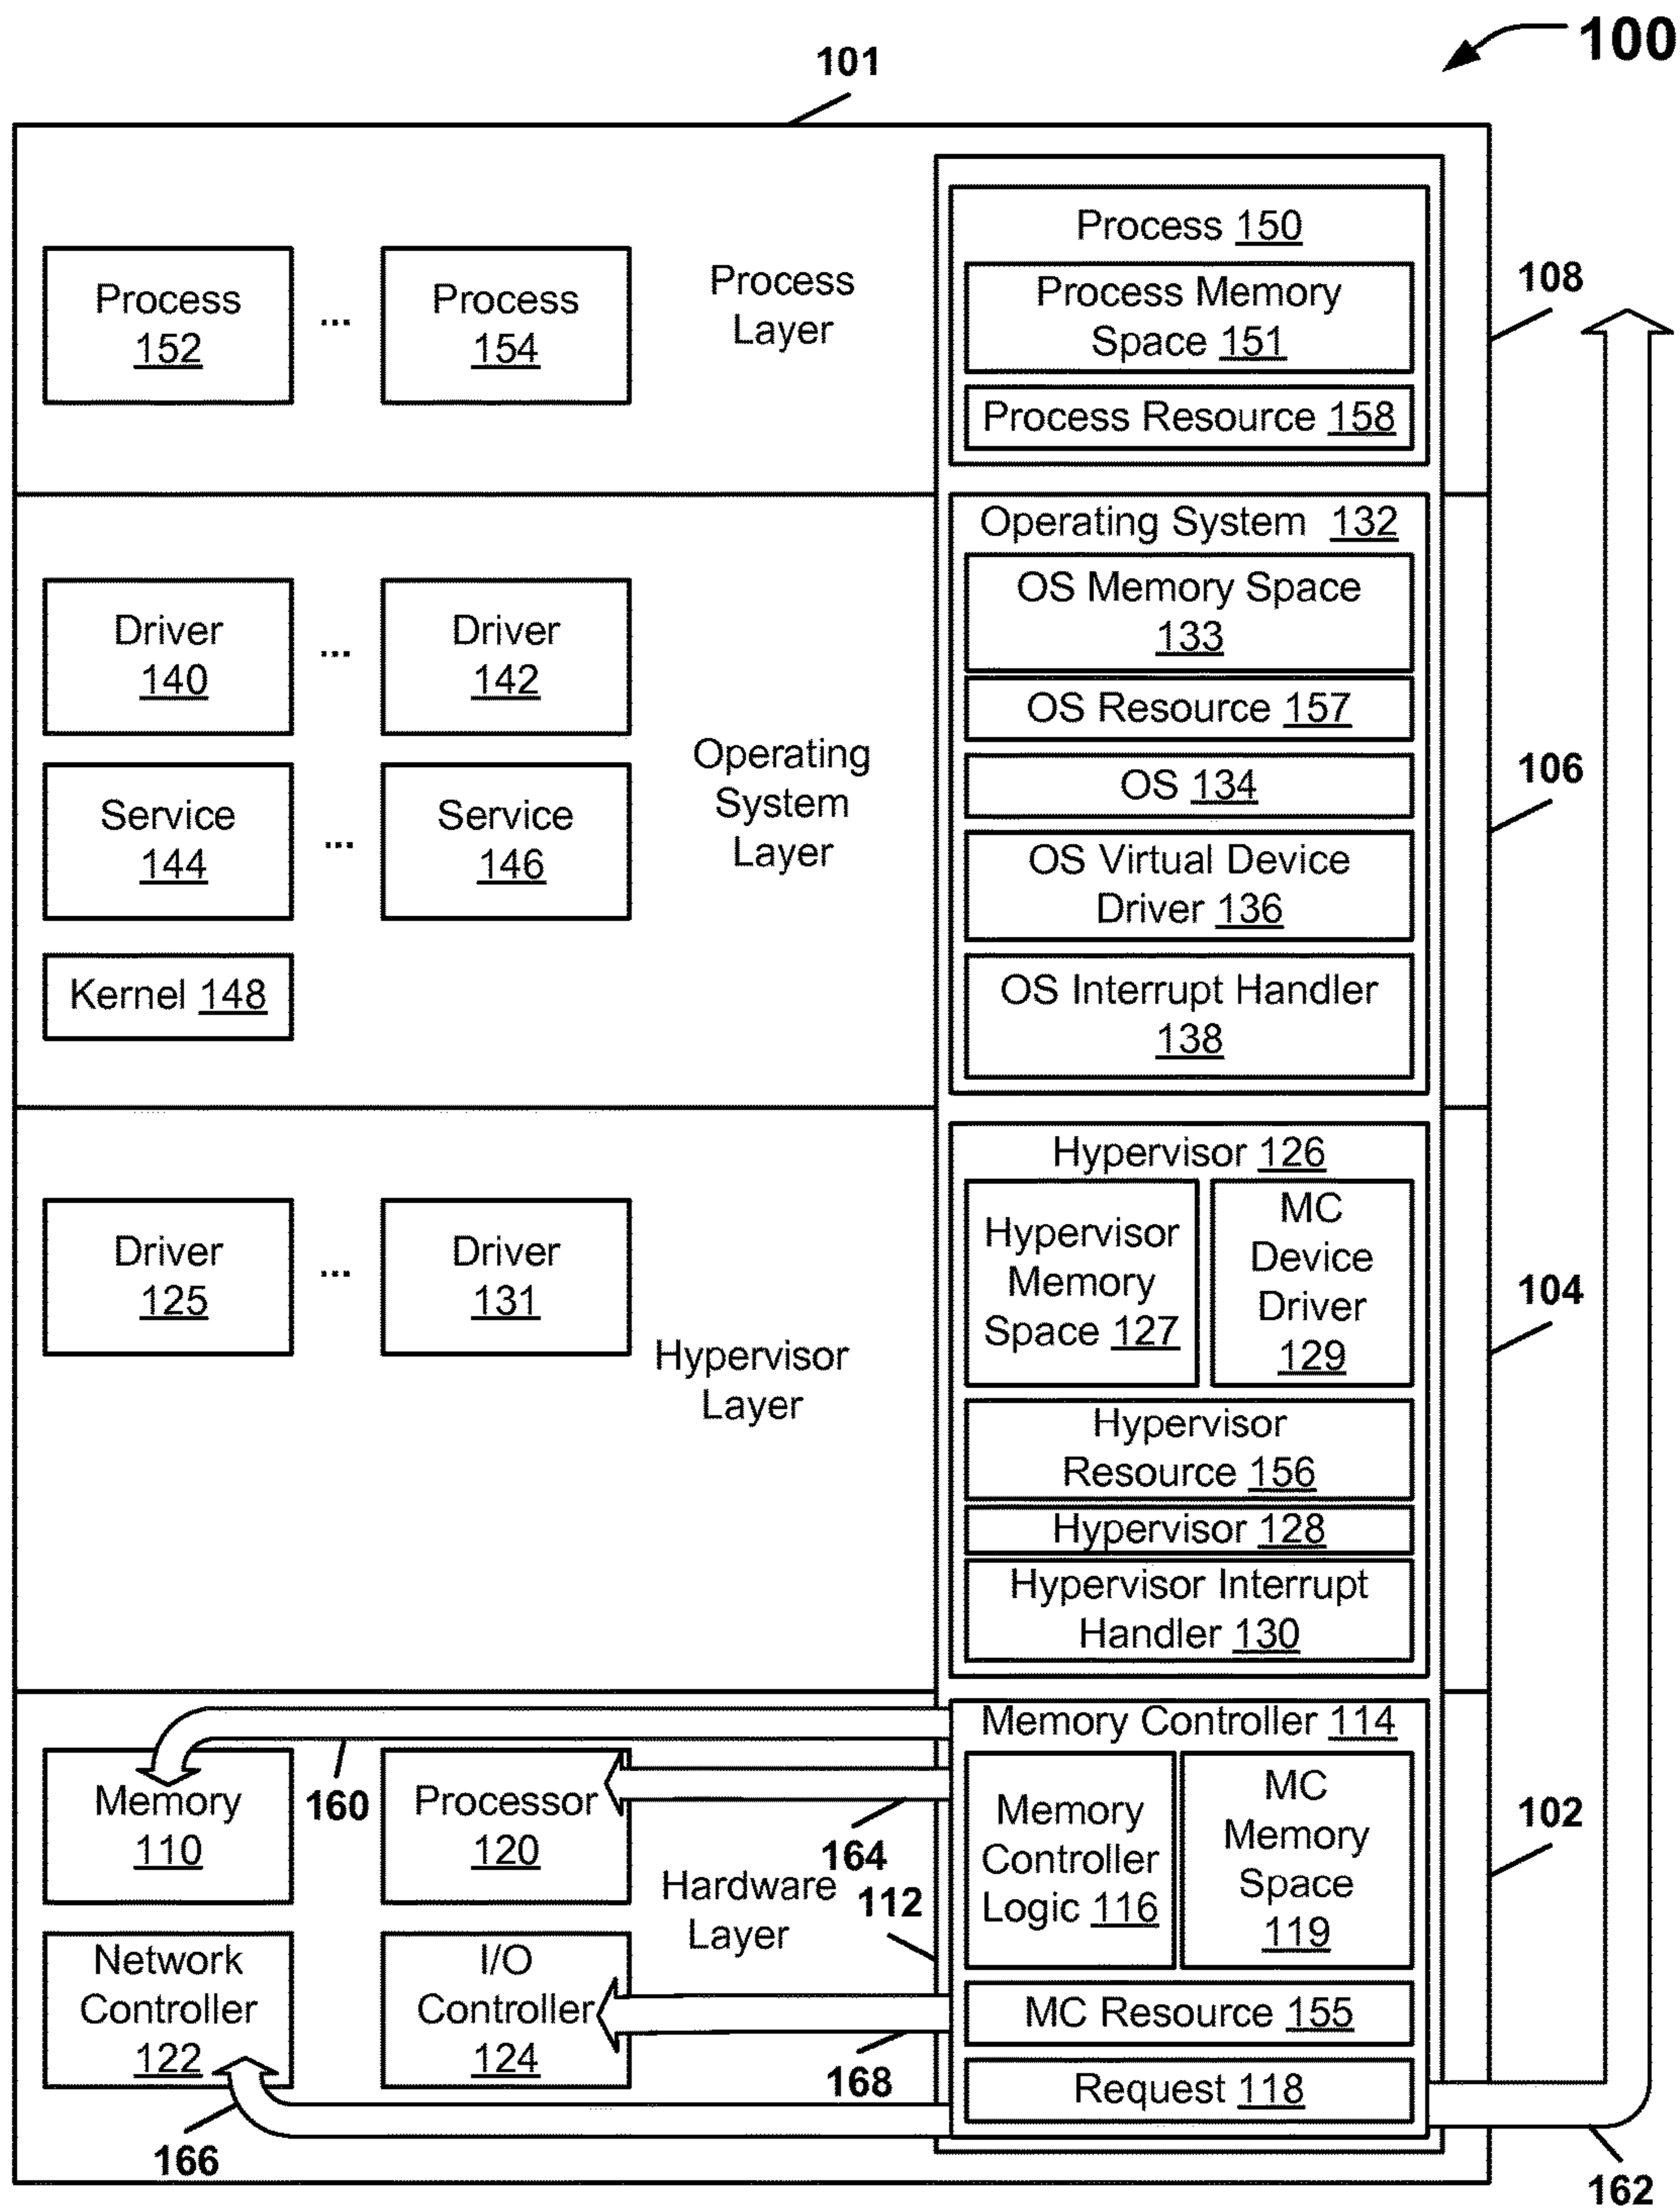 100
101
Process 150
Process Memory
Space 151
Process Resource 158
Process
152
...
Process
154
Process
Layer
108
Operating System 132
OS Memory Space
133
OS Resource 157
OS 134
OS Virtual Device
Driver 136
OS Interrupt Handler
138
Driver
140
...
Driver
142
Service
144
...
Service
146
Kernel 148
Operating
System
Layer
106
Hypervisor 126
Hypervisor
Memory
Space 127
MC
Device
Driver
129
Hypervisor
Resource 156
Hypervisor 128
Hypervisor Interrupt
Handler 130
Driver
125
...
Driver
131
Hypervisor
Layer
104
Memory Controller 114
Memory
Controller
Logic 116
MC
Memory
Space
119
MC Resource 155
Request 118
Memory
110
160
Processor
120
164
Hardware
Layer
112
102
Network
Controller
122
I/O
Controller
124
168
166
162